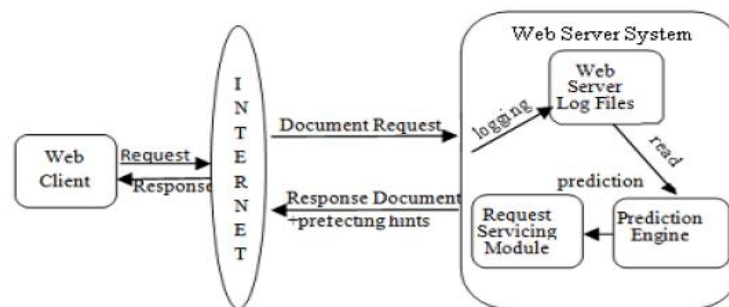 Web Server System
Web
Server
Log Files
logging
read
I
N
T
E
R
N
E
T
Document Request
Web
Client
Request
Response
Response Document
+prefecting hints
prediction
Request
Servicing
Module
Prediction
Engine